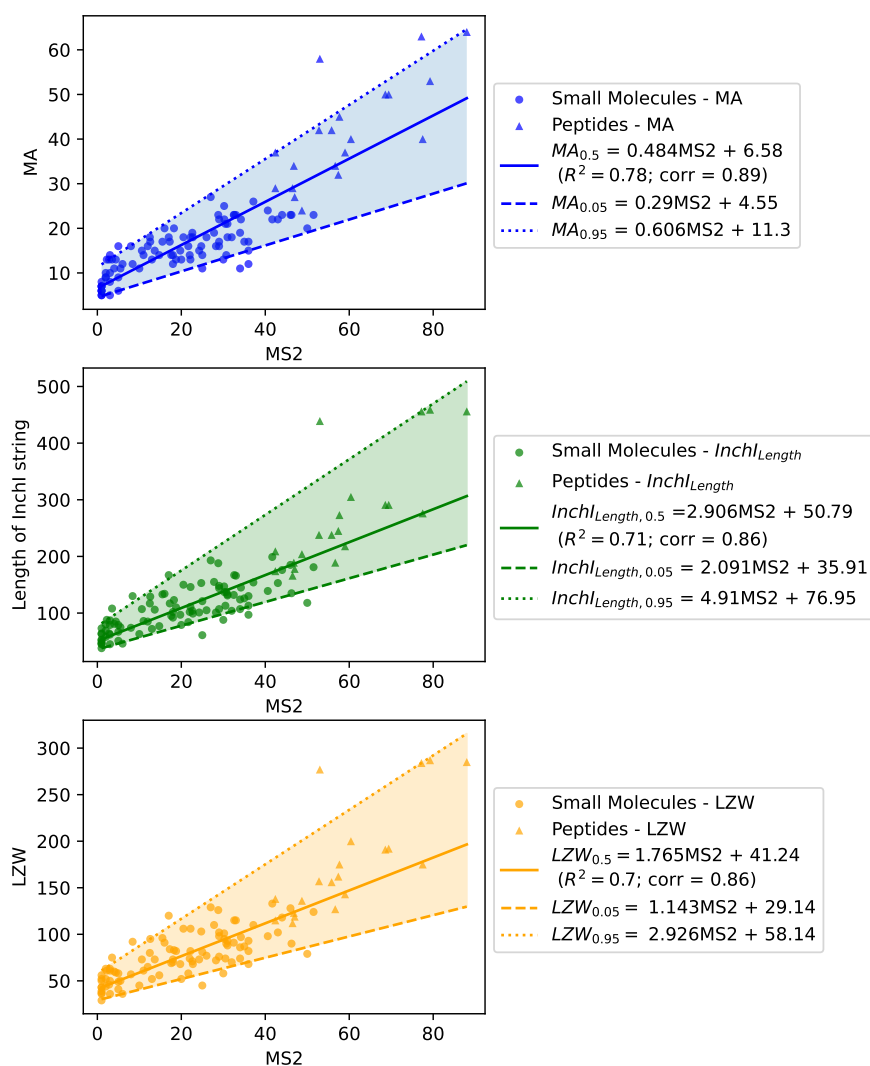 60
50
40
30
20
10
MA
0 20 40 60 80
MS2
Small Molecules - MA
Peptides - MA
MA0.5 = 0.484MS2 + 6.58
(R² = 0.78; corr = 0.89)
MA0.05 = 0.29MS2 + 4.55
MA0.95 = 0.606MS2 + 11.3
500
400
300
200
100
Length of InchI string
0 20 40 60 80
MS2
Small Molecules - InchILength
Peptides - InchILength
InchILength, 0.5 =2.906MS2 + 50.79
(R² = 0.71; corr = 0.86)
InchILength, 0.05 = 2.091MS2 + 35.91
InchILength, 0.95 = 4.91MS2 + 76.95
300
250
200
150
100
50
LZW
0 20 40 60 80
MS2
Small Molecules - LZW
Peptides - LZW
LZW0.5 = 1.765MS2 + 41.24
(R² = 0.7; corr = 0.86)
LZW0.05 = 1.143MS2 + 29.14
LZW0.95 = 2.926MS2 + 58.14